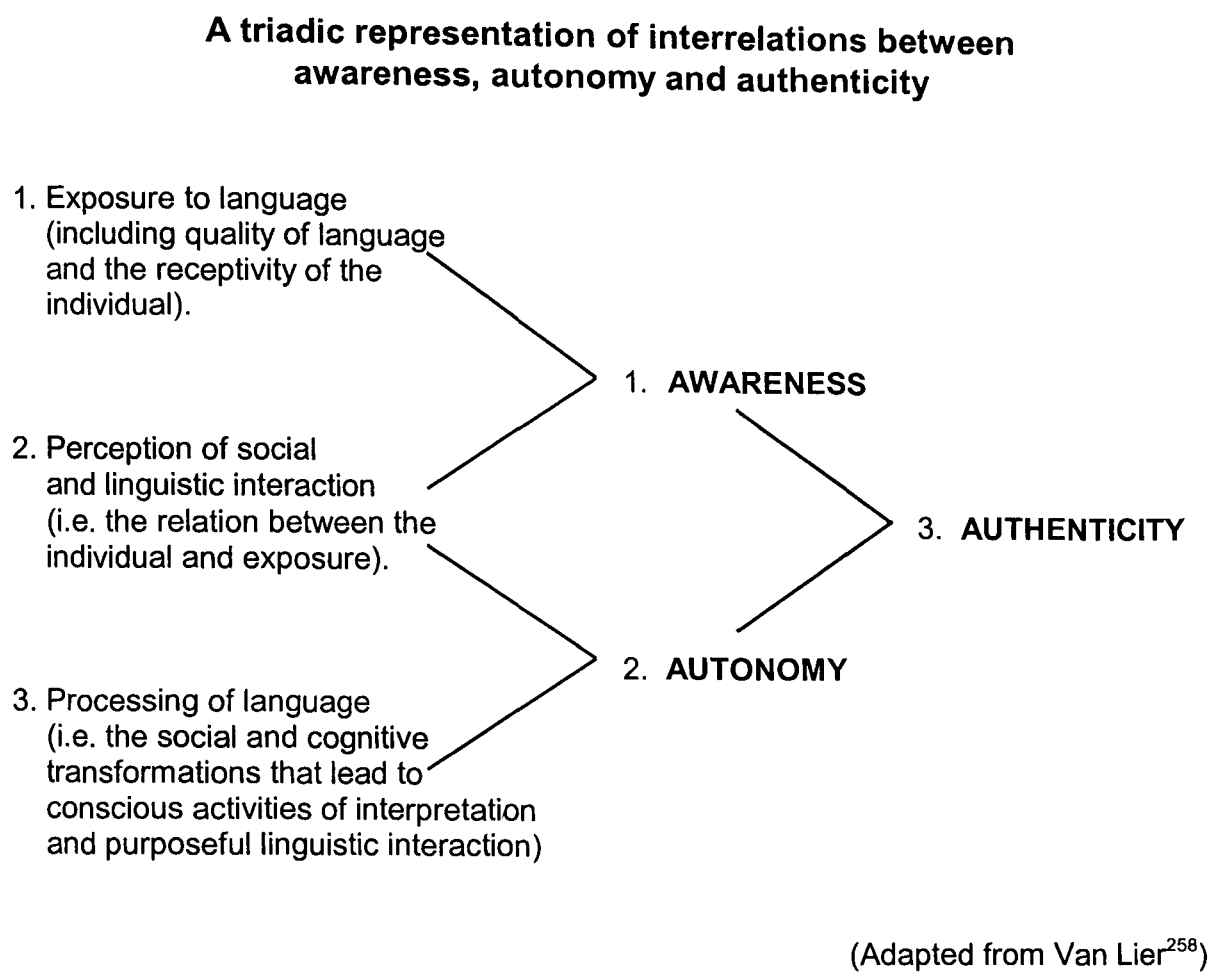 A triadic representation of interrelations between
awareness, autonomy and authenticity
1. Exposure to language
(including quality of language
and the receptivity of the
individual).
1. AWARENESS
2. Perception of social
and linguistic interaction
(i.e. the relation between the
individual and exposure).
3. AUTHENTICITY
2. AUTONOMY
3. Processing of language
(i.e. the social and cognitive
transformations that lead to
conscious activities of interpretation
and purposeful linguistic interaction)
(Adapted from Van Lier258)